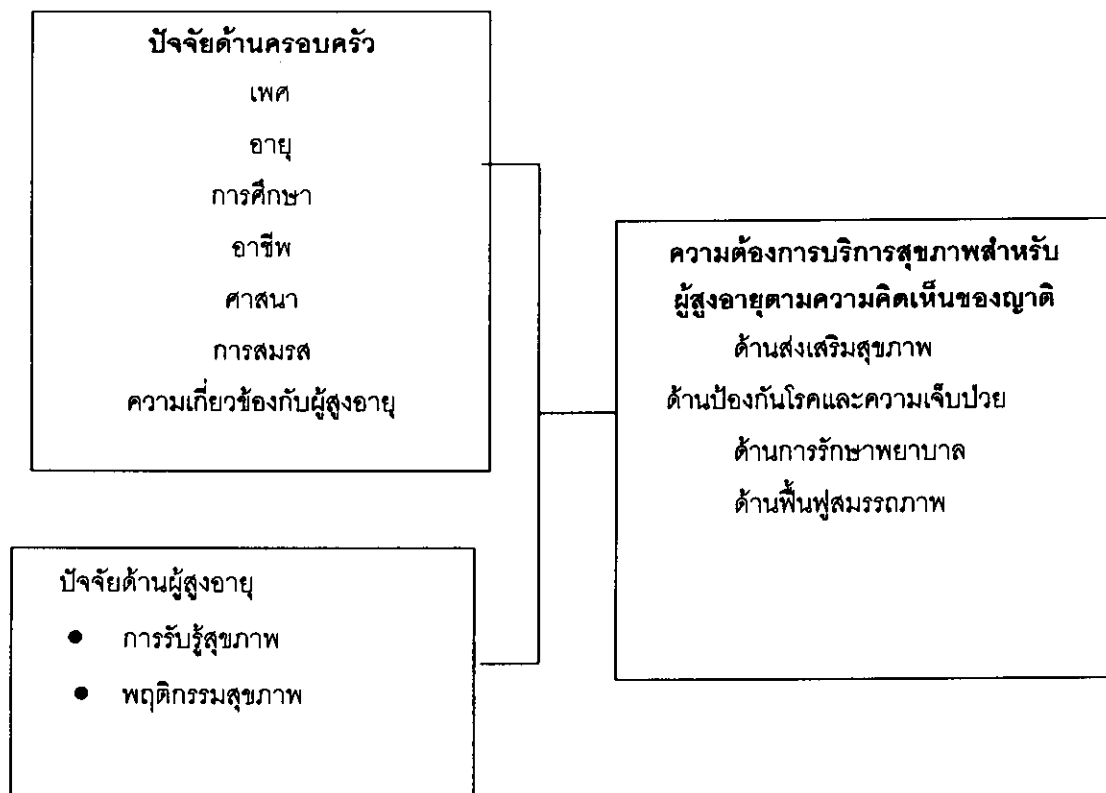 ปัจจัยด้านครอบครัว
เพศ
อายุ
การศึกษา
อาชีพ
ศาสนา
การสมรส
ความเกี่ยวข้องกับผู้สูงอายุ
ความต้องการบริการสุขภาพสำหรับ
ผู้สูงอายุตามความคิดเห็นของญาติ
ด้านส่งเสริมสุขภาพ
ด้านป้องกันโรคและความเจ็บป่วย
ด้านการรักษาพยาบาล
ด้านฟื้นฟูสมรรถภาพ
ปัจจัยด้านผู้สูงอายุ
● การรับรู้สุขภาพ
● พฤติกรรมสุขภาพ